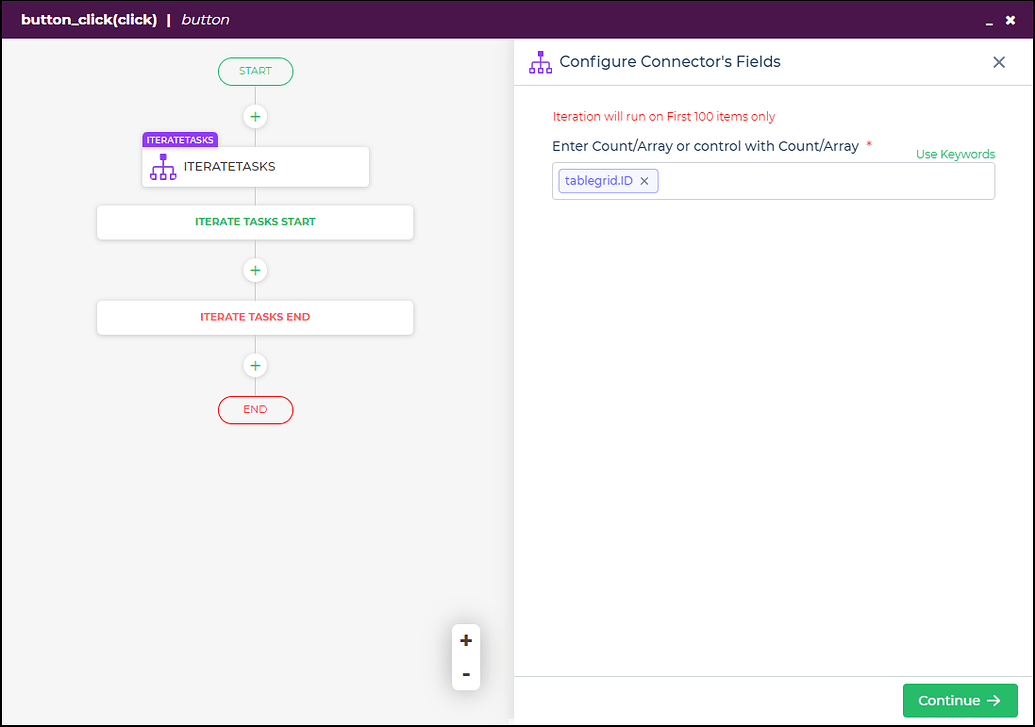 button_click(click) | button
START
+
ITERATETASKS
ITERATETASKS
ITERATE TASKS START
+
ITERATE TASKS END
+
END
+
-
Configure Connector's Fields
Iteration will run on First 100 items only
Enter Count/Array or control with Count/Array *
Use Keywords
tablegrid.ID ×
Continue →